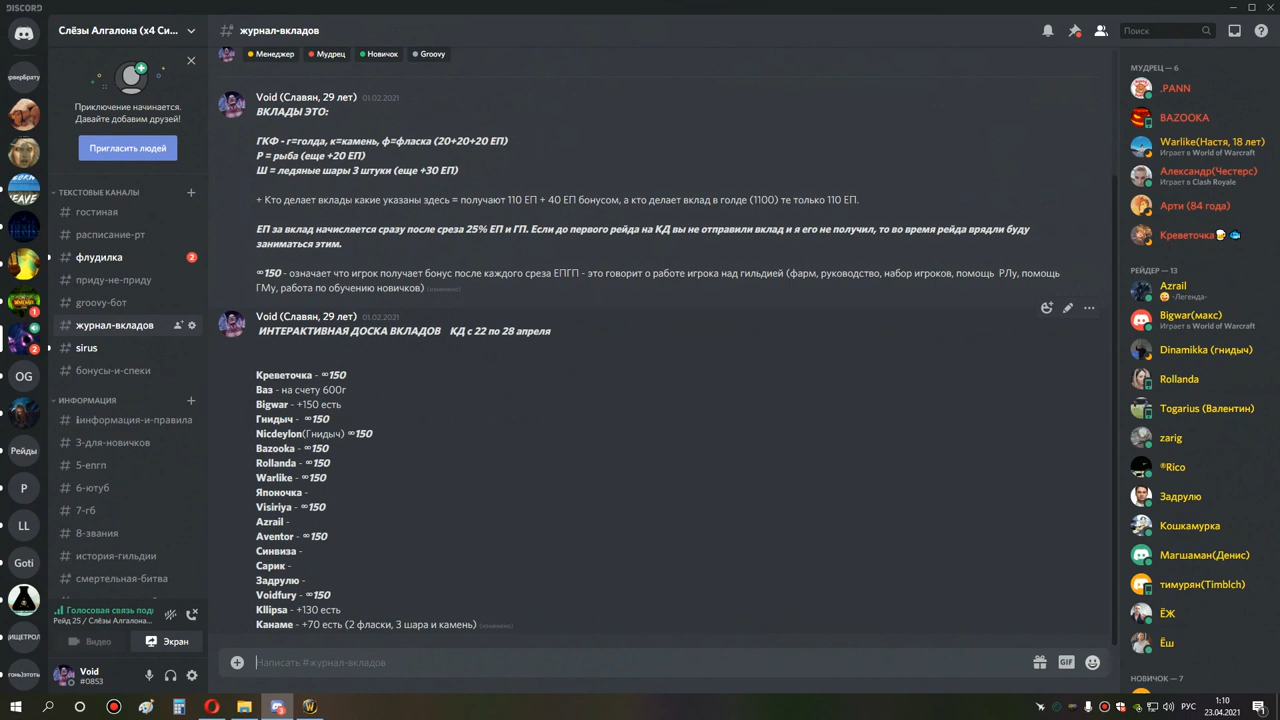 DISCORD
Слёзы Алгалона (x4 Си...
журнал-вкладов
Поиск
Приключение начинается.
Давайте добавим друзей!
Пригласить людей
ТЕКСТОВЫЕ КАНАЛЫ
гостиная
расписание-рт
флудилка
2
приду-не-приду
groovy-бот
журнал-вкладов
sirus
бонусы-и-спеки
ИНФОРМАЦИЯ
информация-и-правила
3-для-новичков
5-епгп
6-ютуб
7-гб
8-звания
история-гильдии
смертельная-битва
Голосовая связь под
Рейд 25 / Слёзы Алгалона...
Видео
Экран
Void
#0853
1
2
OG
Рейды
P
LL
Goti
Менеджер
Мудрец
Новичок
Groovy
Void (Славян, 29 лет) 01.02.2021
ВКЛАДЫ ЭТО:
ГКФ - г=голда, к=камень, ф=фласка (20+20+20 ЕП)
Р = рыба (еще +20 ЕП)
Ш = ледяные шары 3 штуки (еще +30 ЕП)
+ Кто делает вклады какие указаны здесь = получают 110 ЕП + 40 ЕП бонусом, а кто делает вклад в голде (1100) те только 110 ЕП.
ЕП за вклад начисляется сразу после среза 25% ЕП и ГП. Если до первого рейда на КД вы не отправили вклад и я его не получил, то во время рейда врядли буду
заниматься этим.
∞150 - означает что игрок получает бонус после каждого среза ЕПГП - это говорит о работе игрока над гильдией (фарм, руководство, набор игроков, помощь РЛу, помощь
ГМу, работа по обучению новичков) (изменено)
Void (Славян, 29 лет) 01.02.2021
ИНТЕРАКТИВНАЯ ДОСКА ВКЛАДОВ КД с 22 по 28 апреля
Креветочка - ∞150
Ваз - на счету 600г
Bigwar - +150 есть
Гнидыч - ∞150
Nicdeylon(Гнидыч) ∞150
Bazooka - ∞150
Rollanda - ∞150
Warlike - ∞150
Японочка -
Visiriya - ∞150
Azrail -
Aventor - ∞150
Синвиза -
Сарик -
Задрулю -
Voidfury - ∞150
Kllipsa - +130 есть
Канаме - +70 есть (2 фласки, 3 шара и камень) (изменено)
Написать #журнал-вкладов
GIF
МУДРЕЦ — 6
.PANN
BAZOOKA
Warlike(Настя, 18 лет)
Играет в World of Warcraft
Александр(Честерс)
Играет в Clash Royale
Арти (84 года)
Креветочка
РЕЙДЕР — 13
Azrail
-Легенда-
Bigwar(макс)
Играет в World of Warcraft
Dinamikka (гнидыч)
Rollanda
Togarius (Валентин)
zarig
®Rico
Задрулю
Кошкамурка
Магшаман(Денис)
тимурян(Timblch)
ЁЖ
Ёш
НОВИЧОК — 7
РУС
1:10
23.04.2021